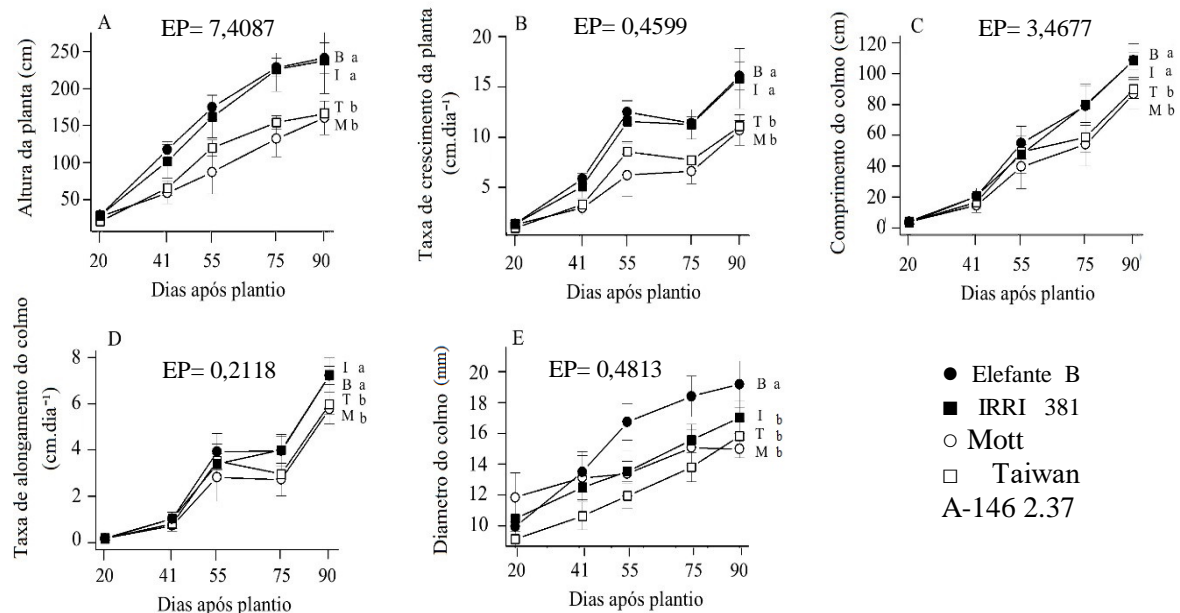 A
EP= 7,4087
Altura da planta (cm)
250
200
150
100
50
B a
I a
T b
M b
20 41 55 75 90
Dias após plantio
B
EP= 0,4599
Taxa de crescimento da planta
(cm.dia⁻¹)
20
15
10
5
B a
I a
T b
M b
20 41 55 75 90
Dias após plantio
C
EP= 3,4677
Comprimento do colmo (cm)
120
100
80
60
40
20
0
B a
I a
T b
M b
20 41 55 75 90
Dias após plantio
D
EP= 0,2118
Taxa de alongamento do colmo
(cm.dia⁻¹)
8
6
4
2
0
I a
B a
T b
M b
20 41 55 75 90
Dias após plantio
E
EP= 0,4813
Diametro do colmo (mm)
20
18
16
14
12
10
B a
I b
T b
M b
20 41 55 75 90
Dias após plantio
Elefante B
IRRI 381
Mott
Taiwan
A-146 2.37